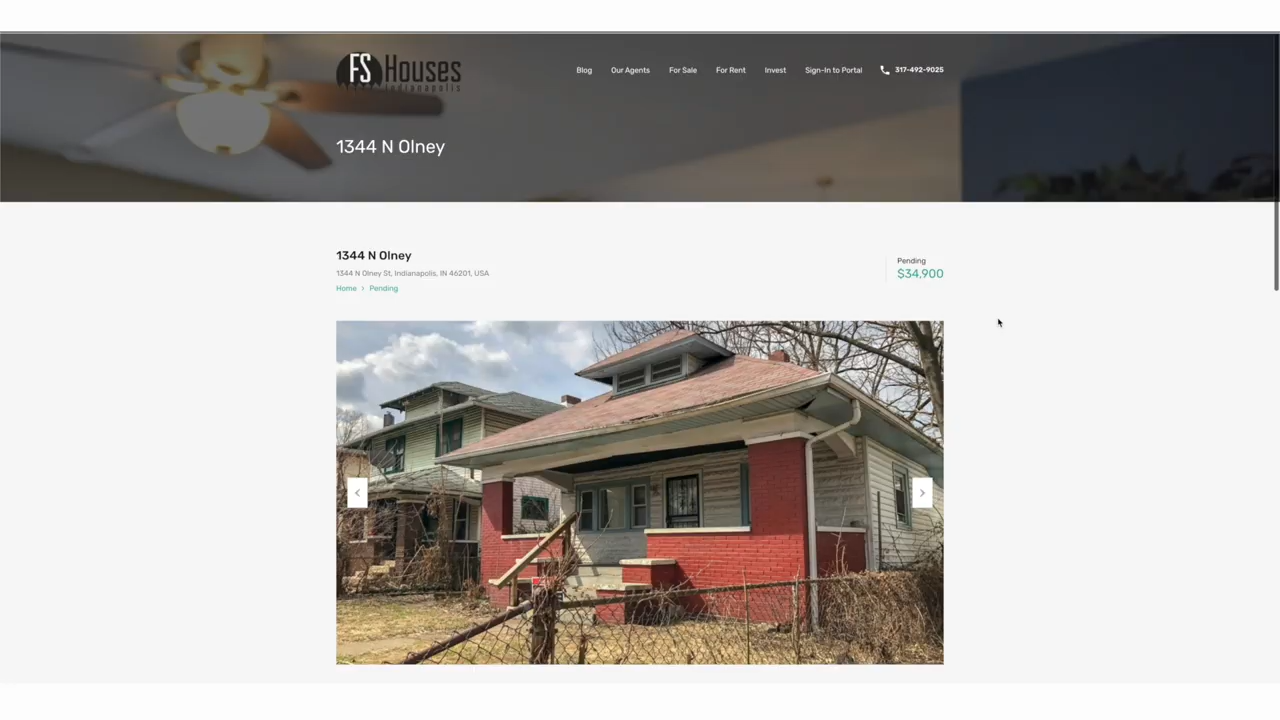 FS Houses
Indianapolis
Blog
Our Agents
For Sale
For Rent
Invest
Sign-In to Portal
317-492-9025
1344 N Olney
1344 N Olney
1344 N Olney St, Indianapolis, IN 46201, USA
Home › Pending
Pending
$34,900